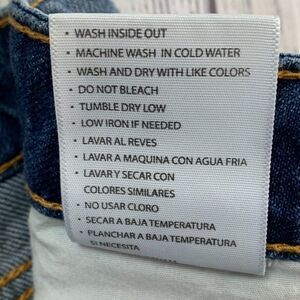 • WASH INSIDE OUT
• MACHINE WASH IN COLD WATER
• WASH AND DRY WITH LIKE COLORS
• DO NOT BLEACH
• TUMBLE DRY LOW
• LOW IRON IF NEEDED
• LAVAR AL REVES
• LAVAR A MAQUINA CON AGUA FRIA
• LAVAR Y SECAR CON
COLORES SIMILARES
• NO USAR CLORO
• SECAR A BAJA TEMPERATURA
• PLANCHAR A BAJA TEMPERATURA
SI NECESITA